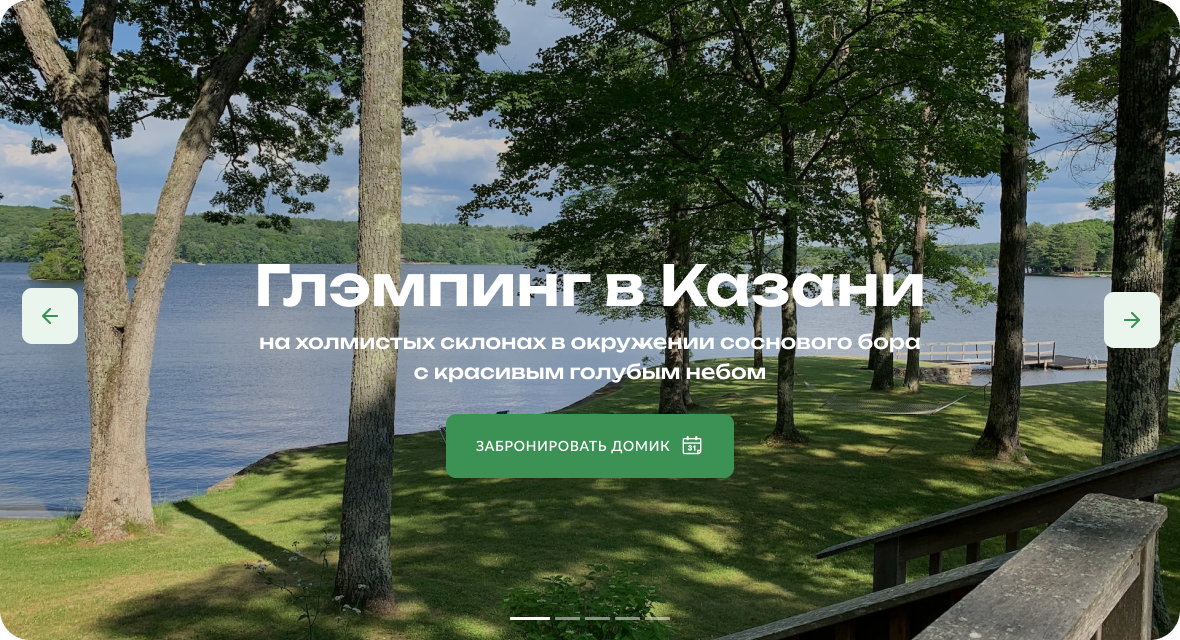 Глэмпинг в Казани
на холмистых склонах в окружении соснового бора
с красивым голубым небом
ЗАБРОНИРОВАТЬ ДОМИК
31